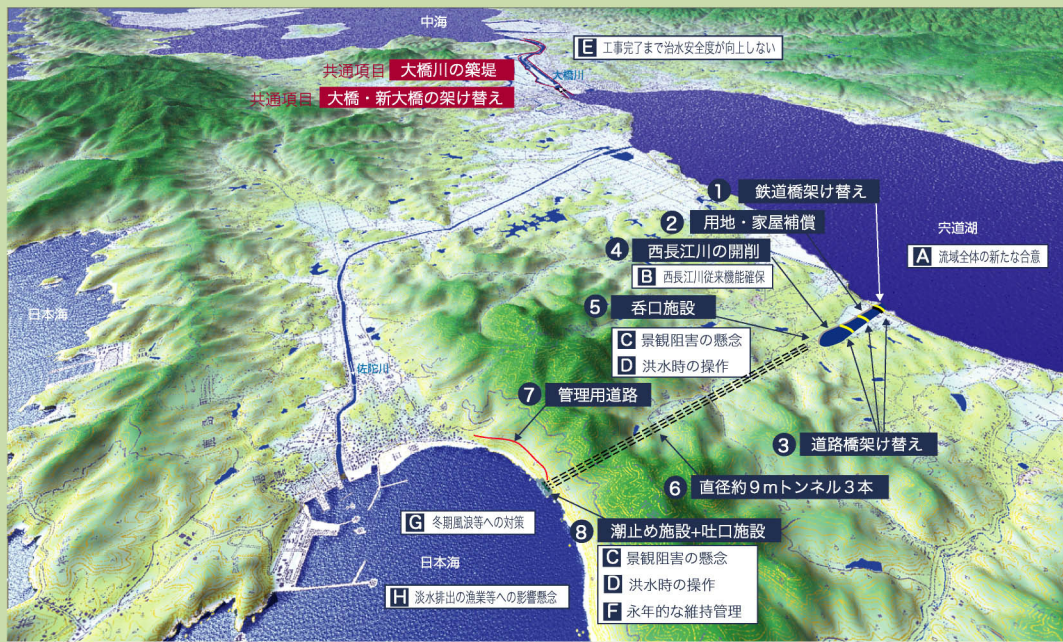 中海
E 工事完了まで治水安全度が向上しない
共通項目 大橋川の築堤
大橋川
共通項目 大橋・新大橋の架け替え
1 鉄道橋架け替え
2 用地・家屋補償
宍道湖
4 西長江川の開削
A 流域全体の新たな合意
B 西長江川従来機能確保
5 呑口施設
日本海
C 景観阻害の懸念
D 洪水時の操作
佐陀川
7 管理用道路
3 道路橋架け替え
6 直径約9mトンネル3本
G 冬期風浪等への対策
8 潮止め施設+吐口施設
日本海
C 景観阻害の懸念
D 洪水時の操作
H 淡水排出の漁業等への影響懸念
F 永年的な維持管理